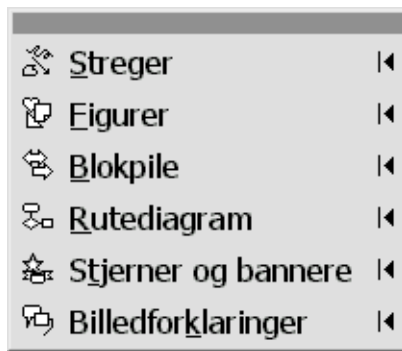 Streger
Figurer
Blokpile
Rutediagram
Stjerner og bannere
Billedforklaringer